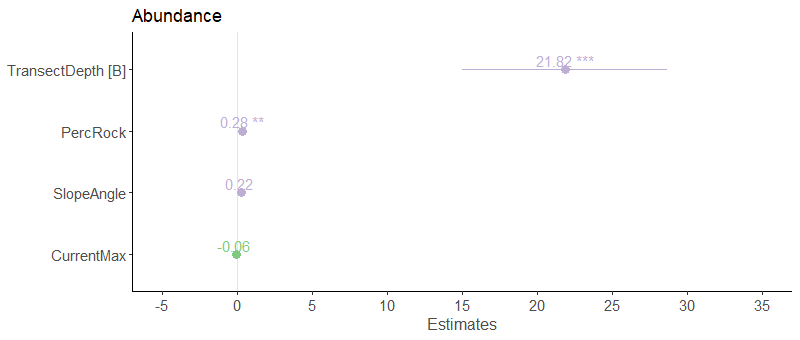 Abundance
TransectDepth [B]
21.82 ***
PercRock
0.28 **
SlopeAngle
0.22
CurrentMax
-0.06
-5 0 5 10 15 20 25 30 35
Estimates